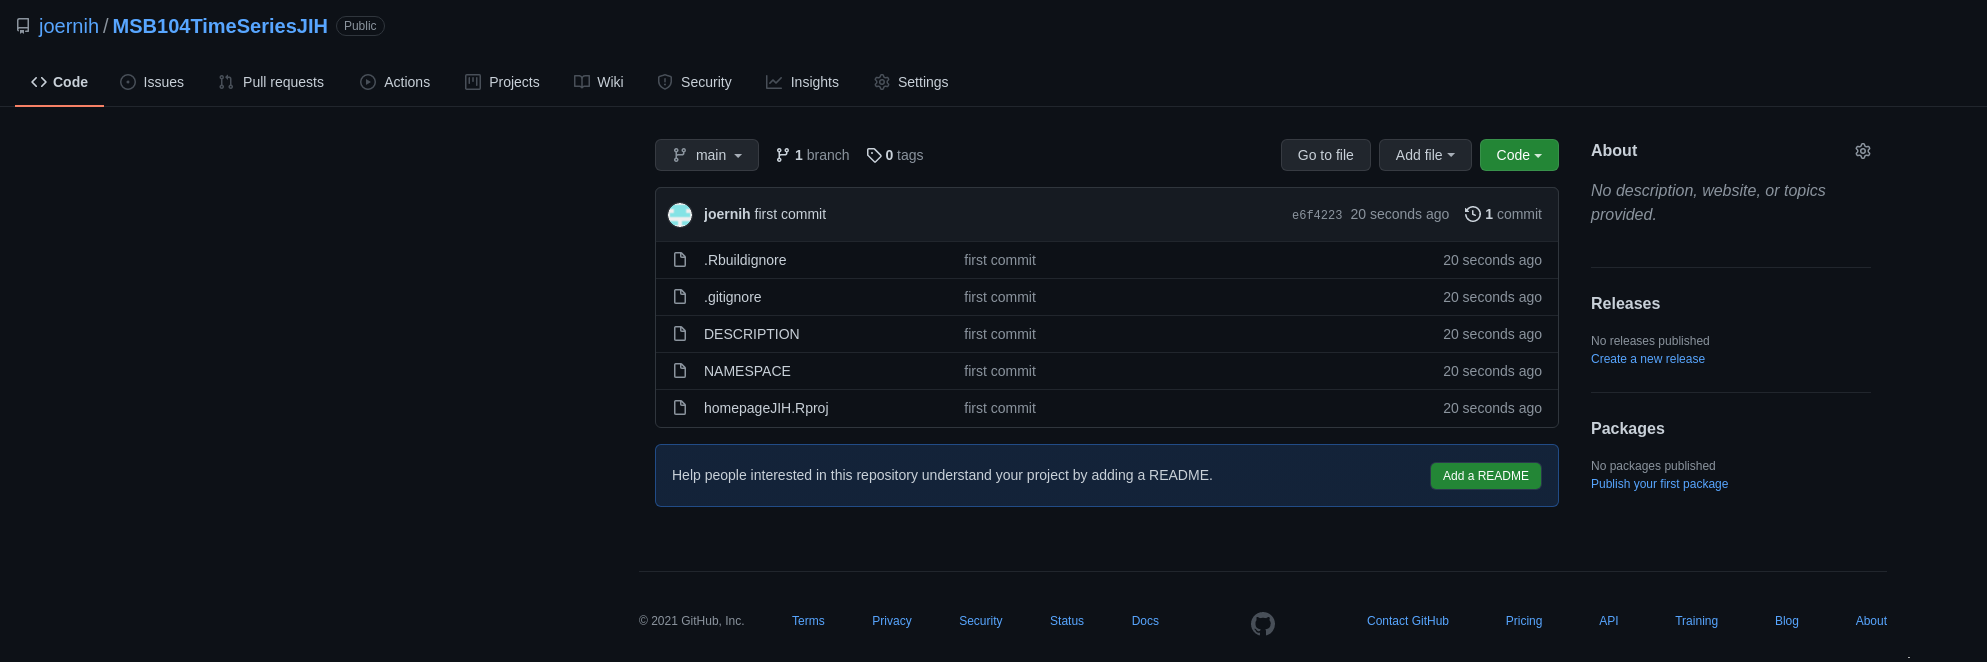 joernih / MSB104TimeSeriesJIH Public
Code Issues Pull requests Actions Projects Wiki Security Insights Settings
main 1 branch 0 tags Go to file Add file Code
joernih first commit e6f4223 20 seconds ago 1 commit
.Rbuildignore first commit 20 seconds ago
.gitignore first commit 20 seconds ago
DESCRIPTION first commit 20 seconds ago
NAMESPACE first commit 20 seconds ago
homepageJIH.Rproj first commit 20 seconds ago
Help people interested in this repository understand your project by adding a README. Add a README
About
No description, website, or topics
provided.
Releases
No releases published
Create a new release
Packages
No packages published
Publish your first package
© 2021 GitHub, Inc. Terms Privacy Security Status Docs Contact GitHub Pricing API Training Blog About